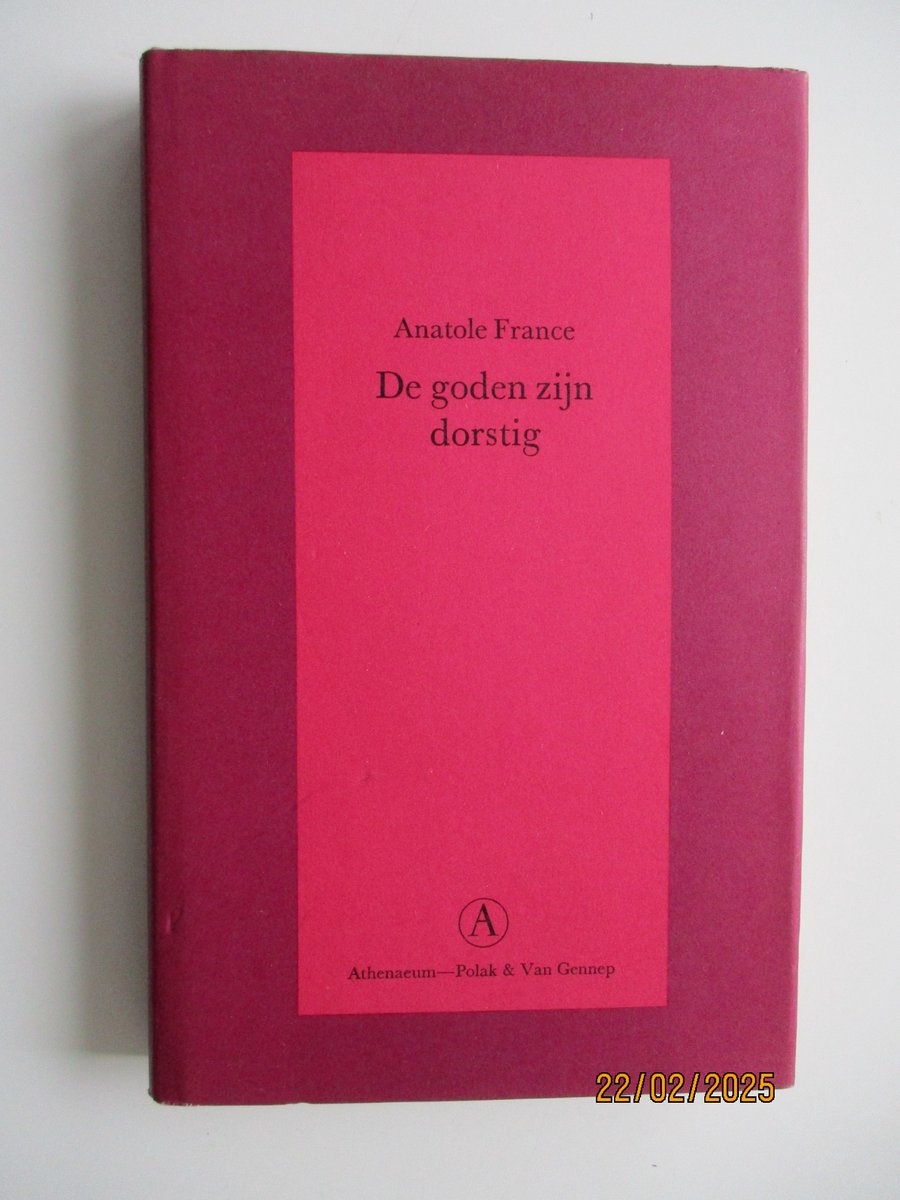 Anatole France
De goden zijn
dorstig
A
Athenaeum—Polak & Van Gennep
22/02/2025